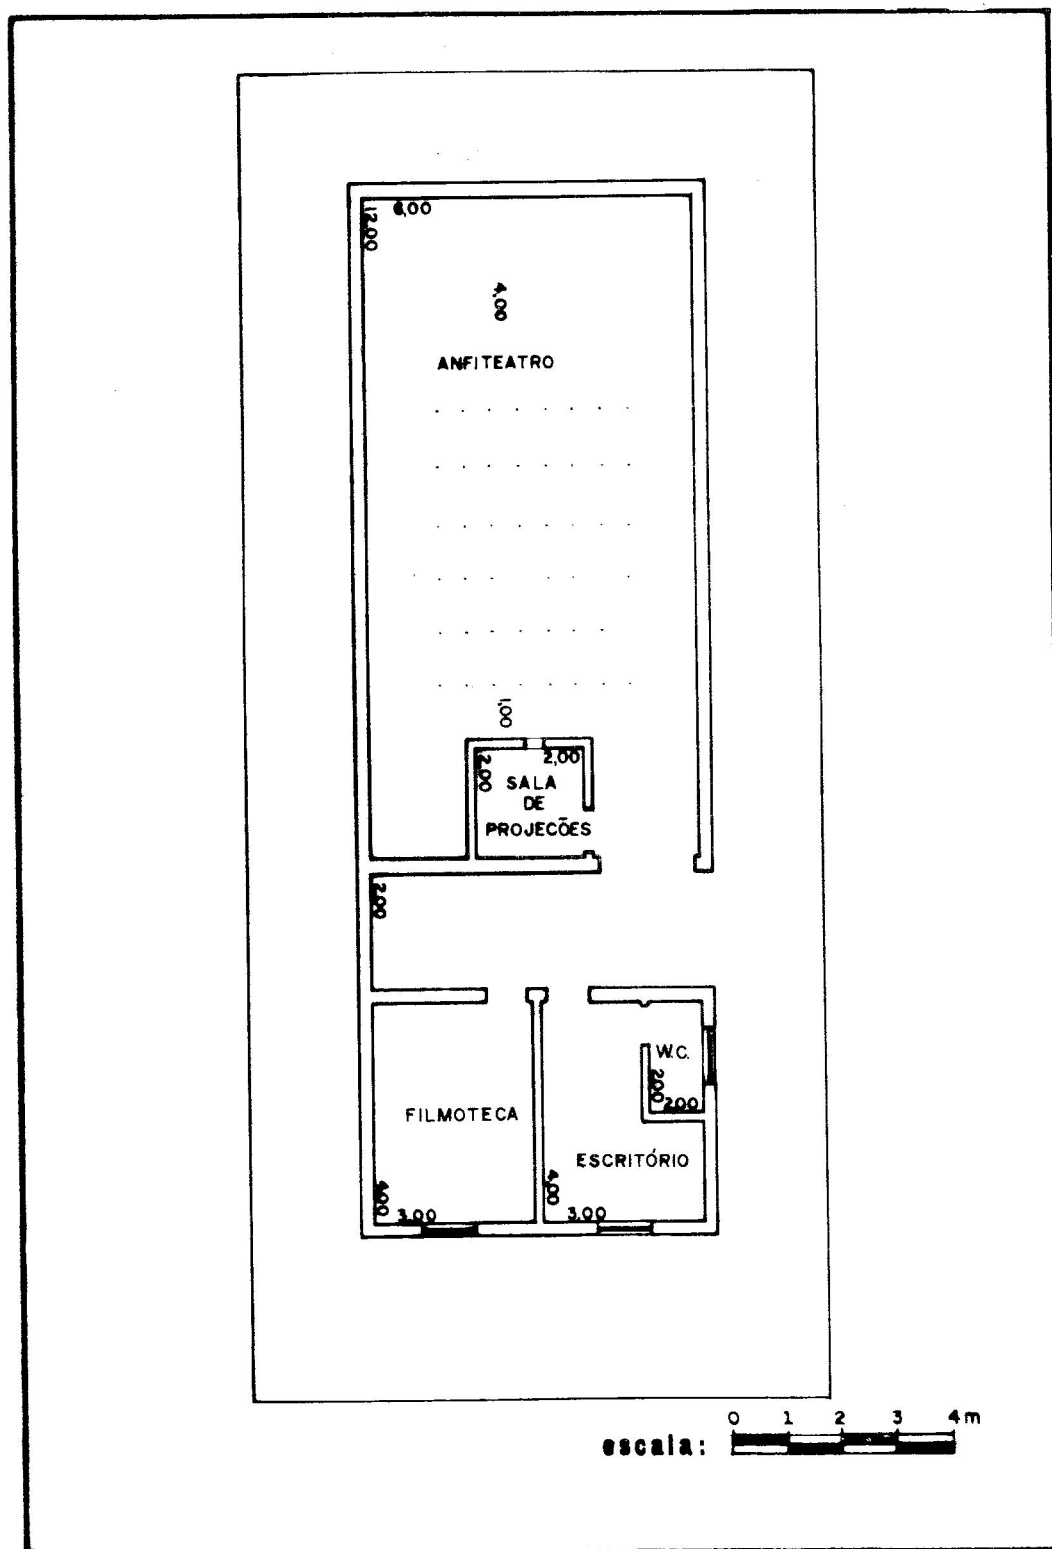 6,00
12,00
4,00
ANFITEATRO
1,00
2,00
2,00
SALA
DE
PROJECÕES
2,00
W.C.
2,00
2,00
FILMOTECA
ESCRITÓRIO
4,00
3,00
4,00
3,00
0 1 2 3 4 m
escala: